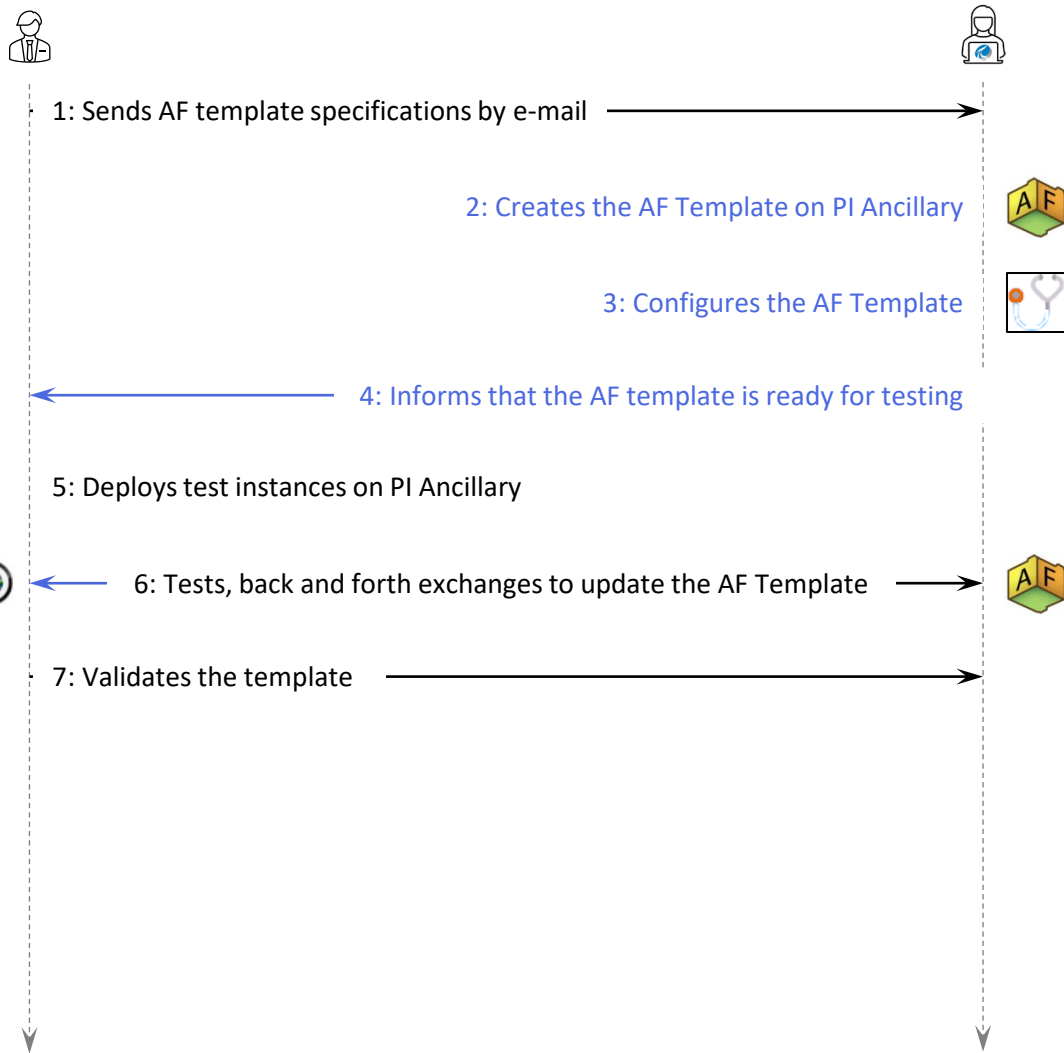 1: Sends AF template specifications by e-mail
2: Creates the AF Template on PI Ancillary
AF
3: Configures the AF Template
4: Informs that the AF template is ready for testing
5: Deploys test instances on PI Ancillary
6: Tests, back and forth exchanges to update the AF Template
AF
7: Validates the template